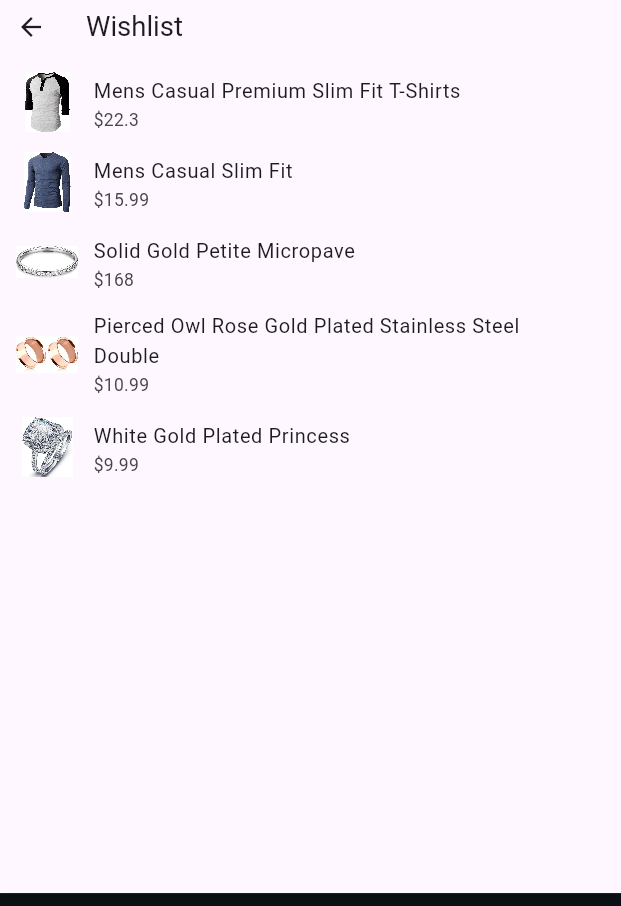 Wishlist
Mens Casual Premium Slim Fit T-Shirts
$22.3
Mens Casual Slim Fit
$15.99
Solid Gold Petite Micropave
$168
Pierced Owl Rose Gold Plated Stainless Steel
Double
$10.99
White Gold Plated Princess
$9.99